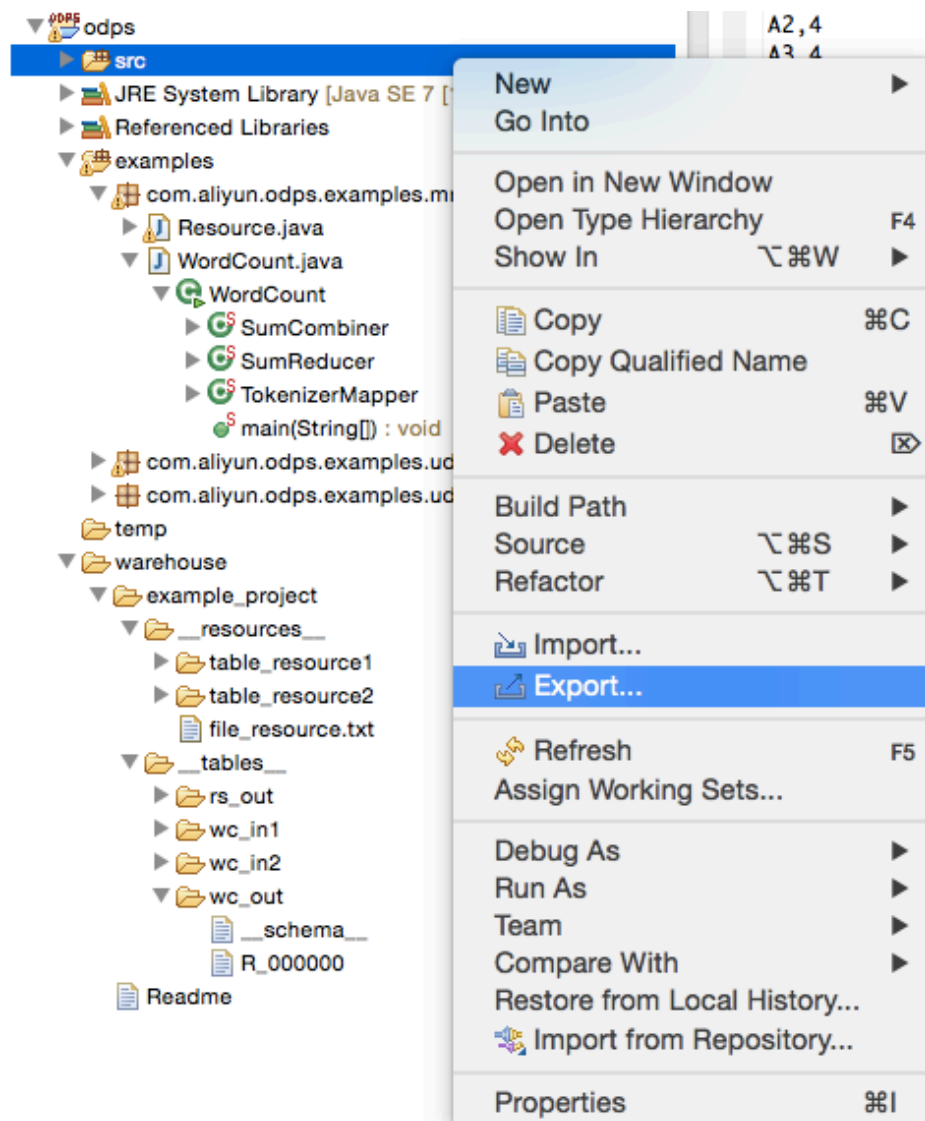 ODPS
odps
src
JRE System Library [Java SE 7 [
Referenced Libraries
examples
com.aliyun.odps.examples.m
Resource.java
WordCount.java
WordCount
SumCombiner
SumReducer
TokenizerMapper
main(String[]) : void
com.aliyun.odps.examples.ud
com.aliyun.odps.examples.ud
temp
warehouse
example_project
__resources__
table_resource1
table_resource2
file_resource.txt
__tables__
rs_out
wc_in1
wc_in2
wc_out
__schema__
R_000000
Readme
A2,4
A3,4
New
Go Into
Open in New Window
Open Type Hierarchy F4
Show In ⌥⌘W
Copy ⌘C
Copy Qualified Name
Paste ⌘V
Delete ⌦
Build Path
Source ⌥⌘S
Refactor ⌥⌘T
Import...
Export...
Refresh F5
Assign Working Sets...
Debug As
Run As
Team
Compare With
Restore from Local History...
Import from Repository...
Properties ⌘I